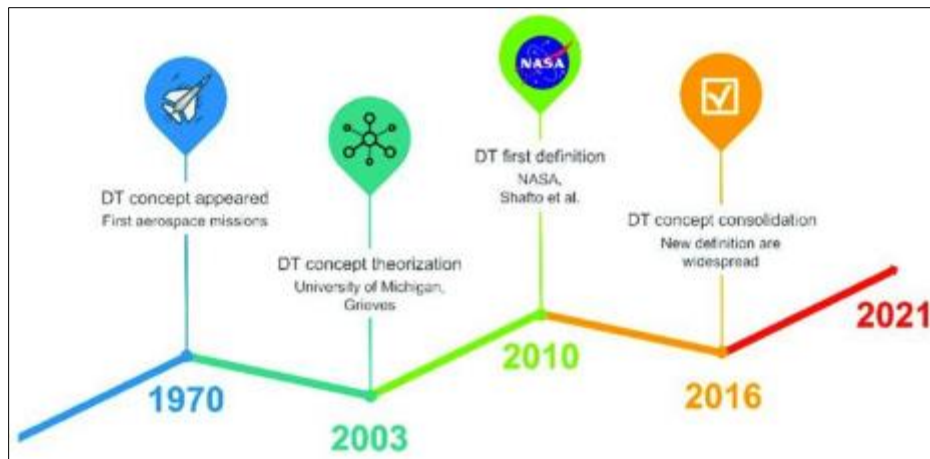 DT concept appeared
First aerospace missions
1970
DT concept theorization
University of Michigan,
Grieves
2003
NASA
DT first definition
NASA,
Shafto et al.
2010
DT concept consolidation
New definition are
widespread
2016
2021